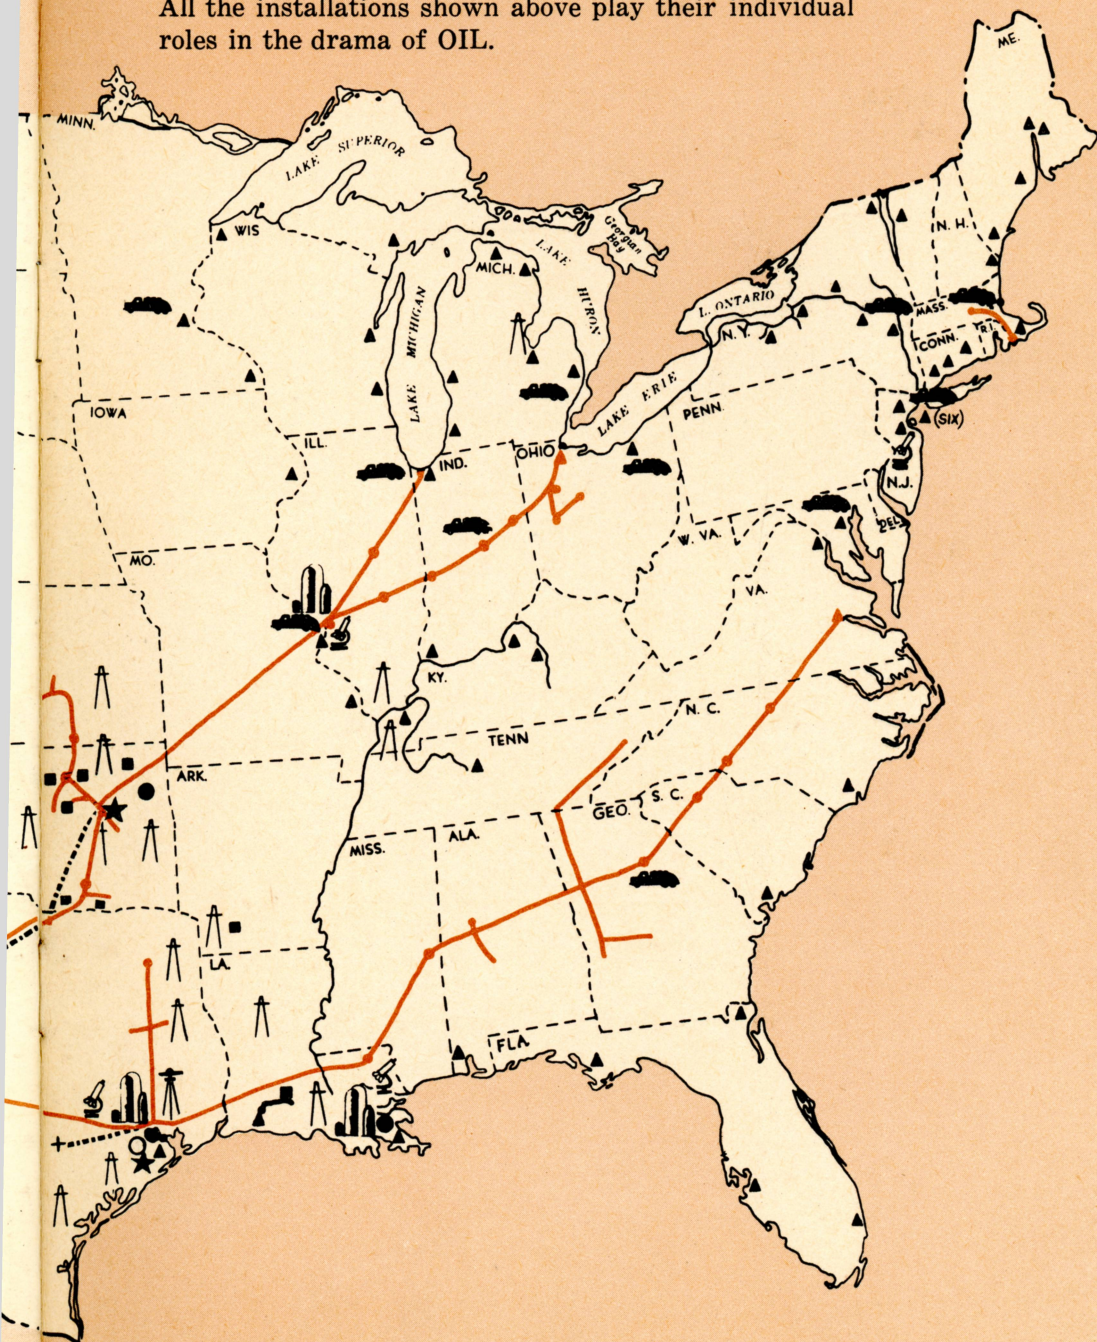 All the installations shown above play their individual
roles in the drama of OIL.
ME.
MINN.
LAKE SUPERIOR
WIS
N. H.
Georgian
Bay
LAKE HURON
MICH.
LAKE MICHIGAN
L. ONTARIO
MASS.
N.Y.
CONN.
R.I.
LAKE ERIE
IOWA
PENN.
(SIX)
ILL.
OHIO
IND.
N.J.
DEL.
W. VA.
MO.
VA.
KY.
N. C.
TENN
ARK.
S. C.
GEO.
ALA.
MISS.
LA.
FLA.